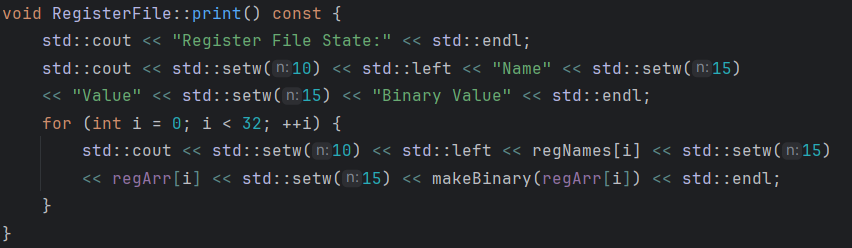 void RegisterFile::print() const {
    std::cout << "Register File State:" << std::endl;
    std::cout << std::setw( n: 10) << std::left << "Name" << std::setw( n: 15)
    << "Value" << std::setw( n: 15) << "Binary Value" << std::endl;
    for (int i = 0; i < 32; ++i) {
        std::cout << std::setw( n: 10) << std::left << regNames[i] << std::setw( n: 15)
        << regArr[i] << std::setw( n: 15) << makeBinary(regArr[i]) << std::endl;
    }
}